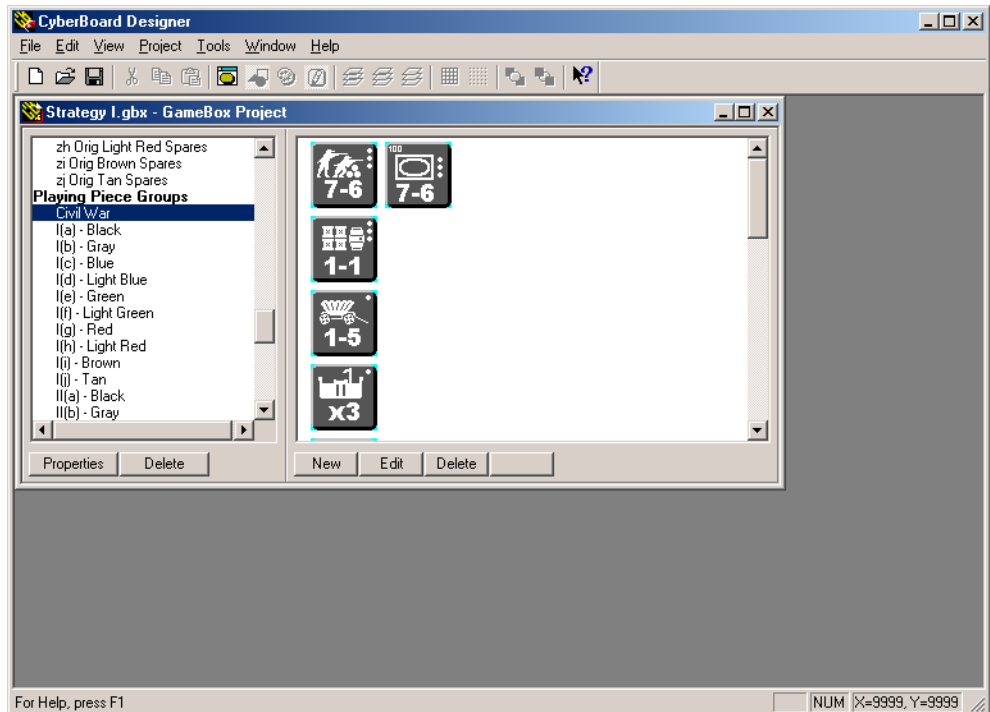 CyberBoard Designer
File Edit View Project Tools Window Help
Strategy I.gbx - GameBox Project
zh Orig Light Red Spares
zi Orig Brown Spares
zj Orig Tan Spares
Playing Piece Groups
Civil War
I(a) - Black
I(b) - Gray
I(c) - Blue
I(d) - Light Blue
I(e) - Green
I(f) - Light Green
I(g) - Red
I(h) - Light Red
I(i) - Brown
I(j) - Tan
II(a) - Black
II(b) - Gray
7-6
100
7-6
1-1
1-5
x3
Properties Delete
New Edit Delete
For Help, press F1
NUM X=9999, Y=9999